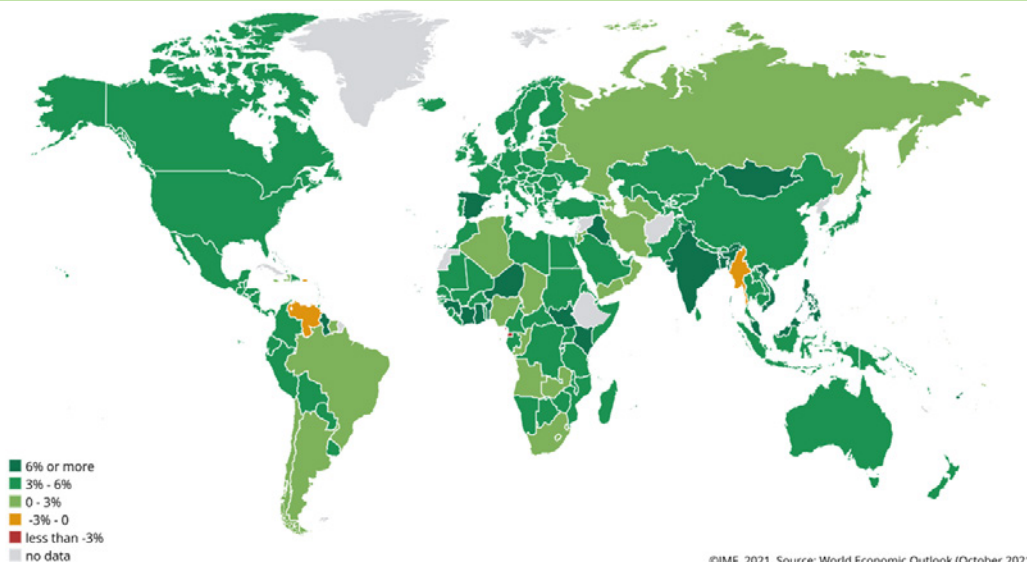 6% or more
3% - 6%
0 - 3%
-3% - 0
less than -3%
no data
©IMF, 2021, Source: World Economic Outlook (October 2021